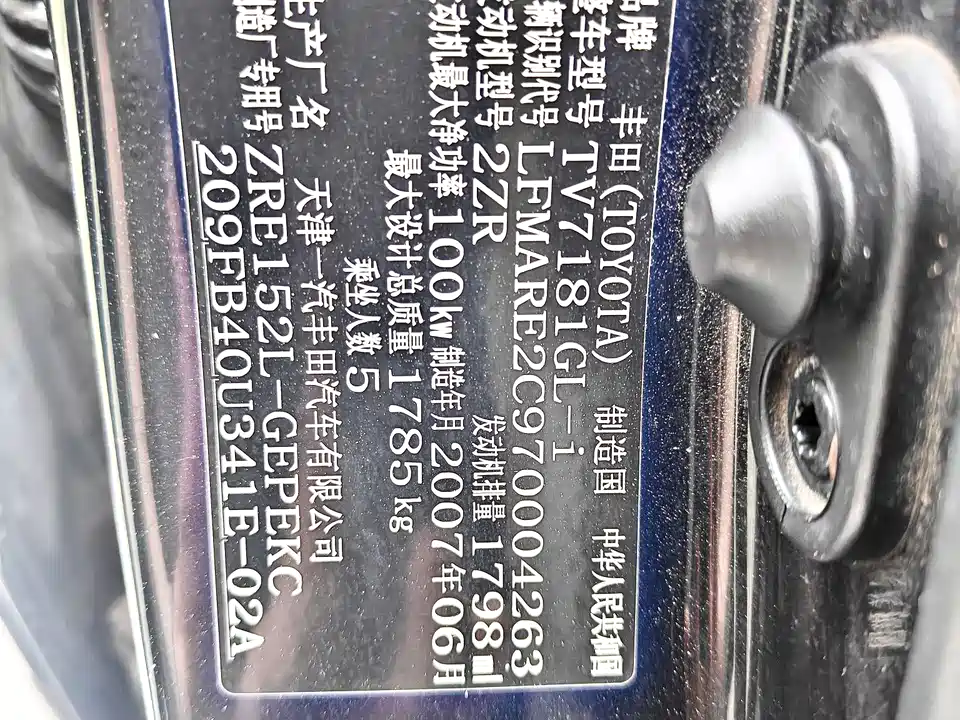 品牌 丰田(TOYOTA) 制造国 中华人民共和国
整车型号 TV7181GL-i
辆识别代号 LFMARE2C970004263
发动机型号 2ZR 发动机排量 1798ml
动机最大净功率 100kw 制造年月 2007年06月
最大设计总质量 1785kg
乘坐人数 5
生产厂名 天津一汽丰田汽车有限公司
造厂专用号 ZRE152L-GEPEKC
209FB40U341E-02A